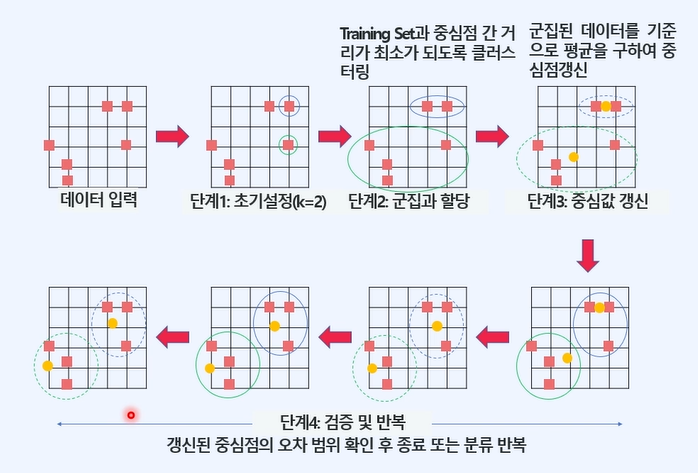 Training Set과 중심점 간 거
리가 최소가 되도록 클러스
터링
군집된 데이터를 기준
으로 평균을 구하여 중
심점갱신
데이터 입력
단계1: 초기설정(k=2)
단계2: 군집과 할당
단계3: 중심값 갱신
단계4: 검증 및 반복
갱신된 중심점의 오차 범위 확인 후 종료 또는 분류 반복